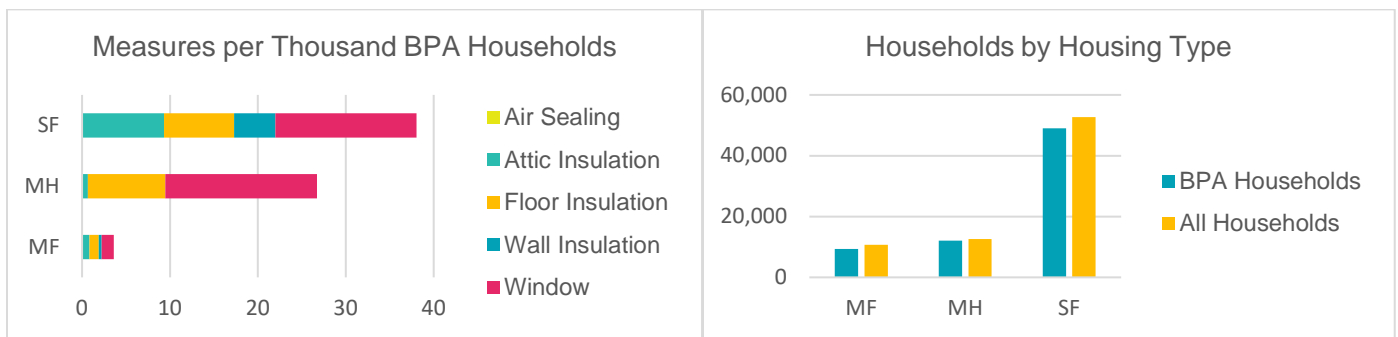 Measures per Thousand BPA Households
SF
MH
MF
0 10 20 30 40
Air Sealing
Attic Insulation
Floor Insulation
Wall Insulation
Window
Households by Housing Type
60,000
40,000
20,000
0
MF MH SF
BPA Households
All Households